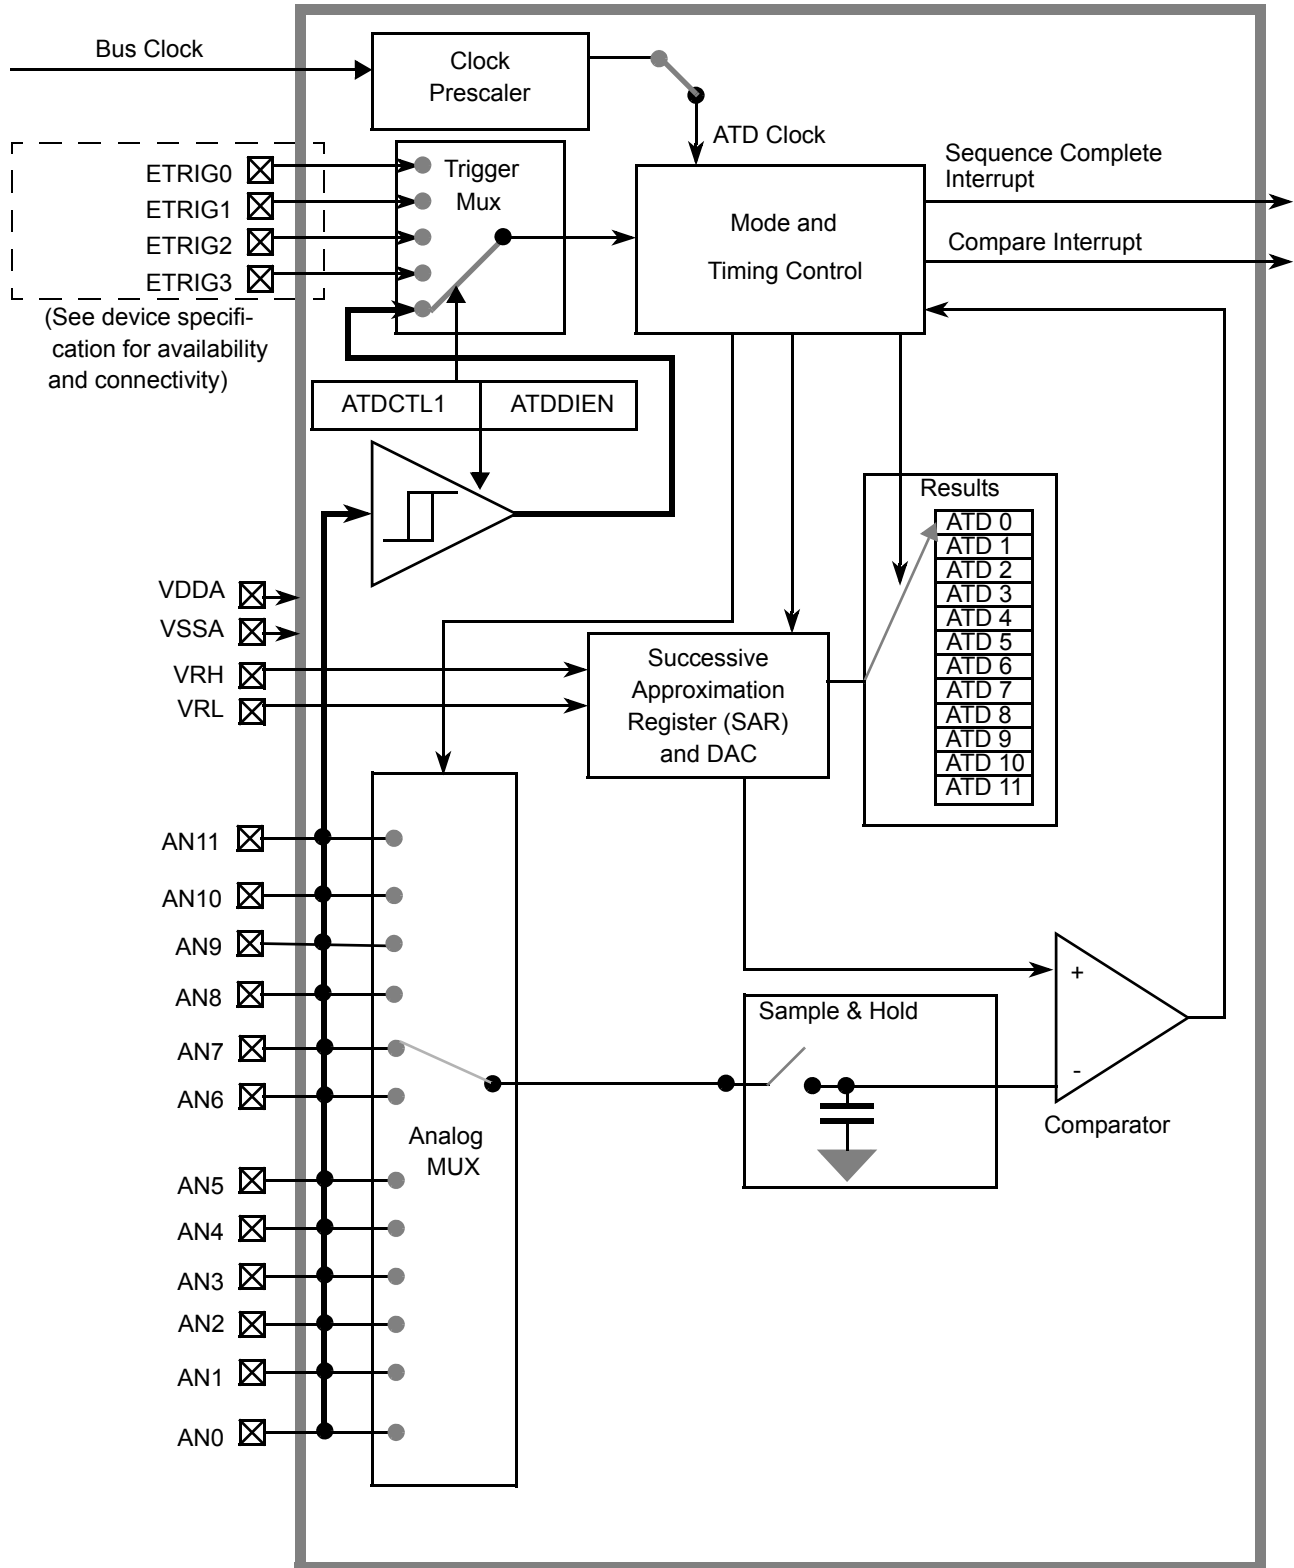 Bus Clock
Clock
Prescaler
ATD Clock
ETRIG0
ETRIG1
ETRIG2
ETRIG3
(See device specifi-
cation for availability
and connectivity)
Trigger
Mux
Mode and
Timing Control
Sequence Complete
Interrupt
Compare Interrupt
ATDCTL1
ATDDIEN
Results
ATD 0
ATD 1
ATD 2
ATD 3
ATD 4
ATD 5
ATD 6
ATD 7
ATD 8
ATD 9
ATD 10
ATD 11
VDDA
VSSA
VRH
VRL
Successive
Approximation
Register (SAR)
and DAC
AN11
AN10
AN9
AN8
AN7
AN6
AN5
AN4
AN3
AN2
AN1
AN0
Analog
MUX
Sample & Hold
+
-
Comparator